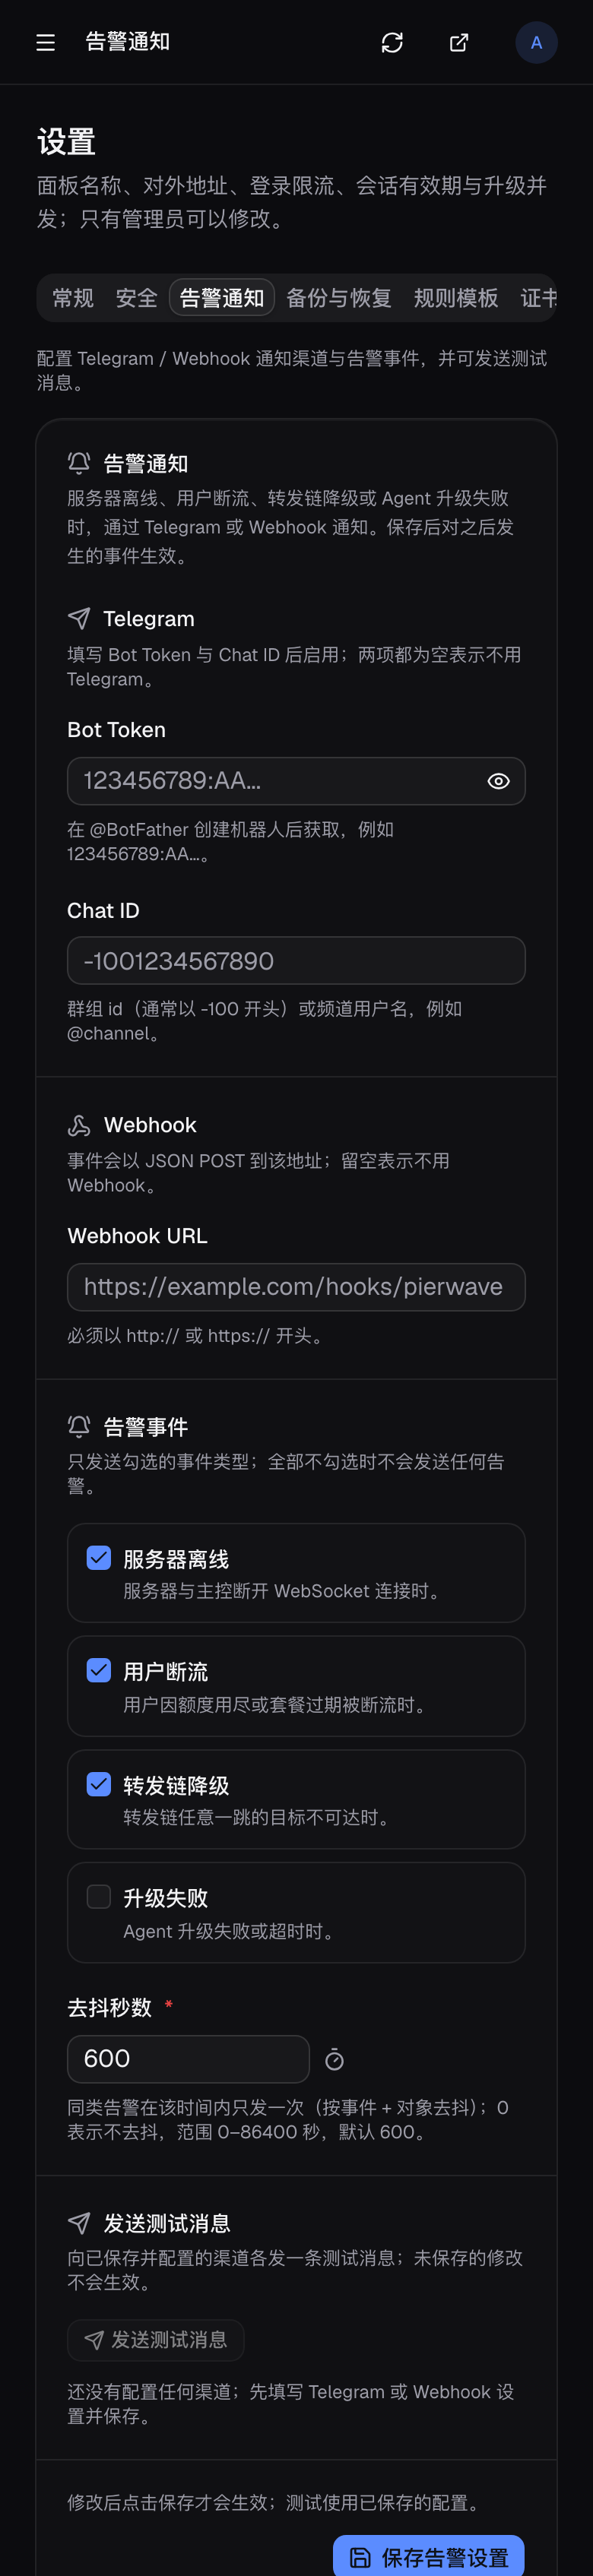 告警通知
A
设置
面板名称、对外地址、登录限流、会话有效期与升级并
发；只有管理员可以修改。
常规 安全 告警通知 备份与恢复 规则模板 证书
配置 Telegram / Webhook 通知渠道与告警事件，并可发送测试
消息。
告警通知
服务器离线、用户断流、转发链降级或 Agent 升级失败
时，通过 Telegram 或 Webhook 通知。保存后对之后发
生的事件生效。
Telegram
填写 Bot Token 与 Chat ID 后启用；两项都为空表示不用
Telegram。
Bot Token
123456789:AA...
在 @BotFather 创建机器人后获取，例如
123456789:AA...。
Chat ID
-1001234567890
群组 id（通常以 -100 开头）或频道用户名，例如
@channel。
Webhook
事件会以 JSON POST 到该地址；留空表示不用
Webhook。
Webhook URL
https://example.com/hooks/pierwave
必须以 http:// 或 https:// 开头。
告警事件
只发送勾选的事件类型；全部不勾选时不会发送任何告
警。
服务器离线
服务器与主控断开 WebSocket 连接时。
用户断流
用户因额度用尽或套餐过期被断流时。
转发链降级
转发链任意一跳的目标不可达时。
升级失败
Agent 升级失败或超时时。
去抖秒数 *
600
同类告警在该时间内只发一次（按事件 + 对象去抖）；0
表示不去抖，范围 0–86400 秒，默认 600。
发送测试消息
向已保存并配置的渠道各发一条测试消息；未保存的修改
不会生效。
发送测试消息
还没有配置任何渠道；先填写 Telegram 或 Webhook 设
置并保存。
修改后点击保存才会生效；测试使用已保存的配置。
保存告警设置